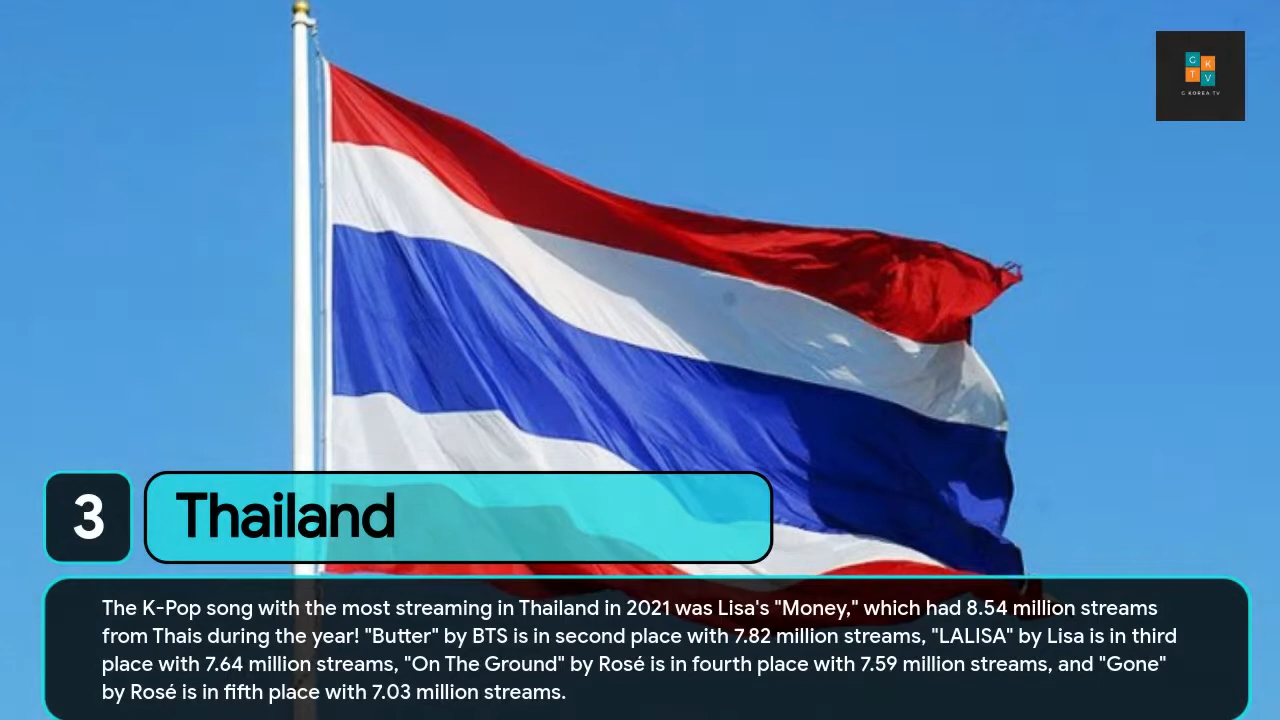 G K
T V
G KOREA TV
3 Thailand
The K-Pop song with the most streaming in Thailand in 2021 was Lisa's "Money," which had 8.54 million streams
from Thais during the year! "Butter" by BTS is in second place with 7.82 million streams, "LALISA" by Lisa is in third
place with 7.64 million streams, "On The Ground" by Rosé is in fourth place with 7.59 million streams, and "Gone"
by Rosé is in fifth place with 7.03 million streams.